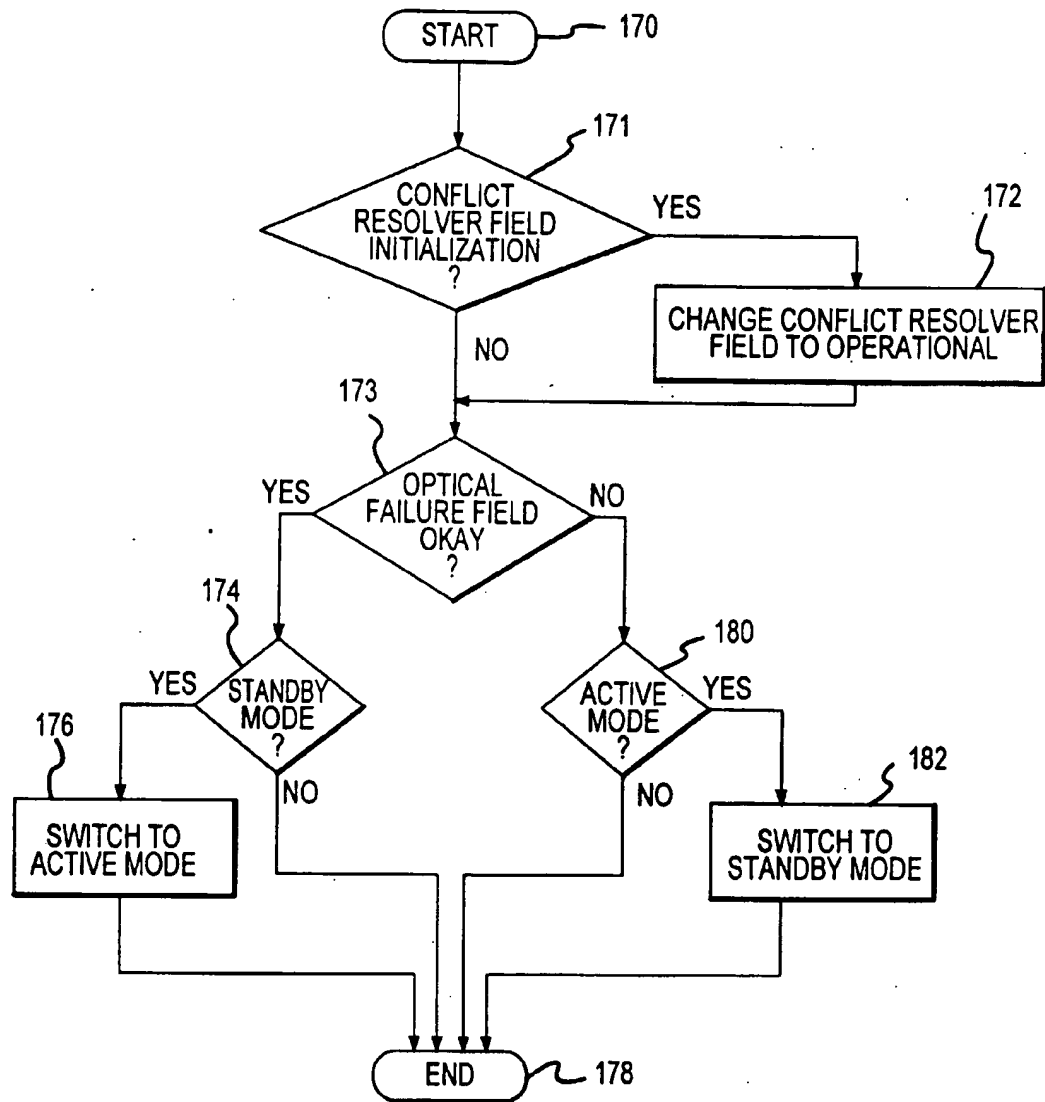 START
170
171
CONFLICT
RESOLVER FIELD
INITIALIZATION
?
YES
172
CHANGE CONFLICT RESOLVER
FIELD TO OPERATIONAL
NO
173
YES
OPTICAL
FAILURE FIELD
OKAY
?
NO
174
YES
STANDBY
MODE
?
NO
180
ACTIVE
MODE
?
YES
NO
176
SWITCH TO
ACTIVE MODE
182
SWITCH TO
STANDBY MODE
END
178